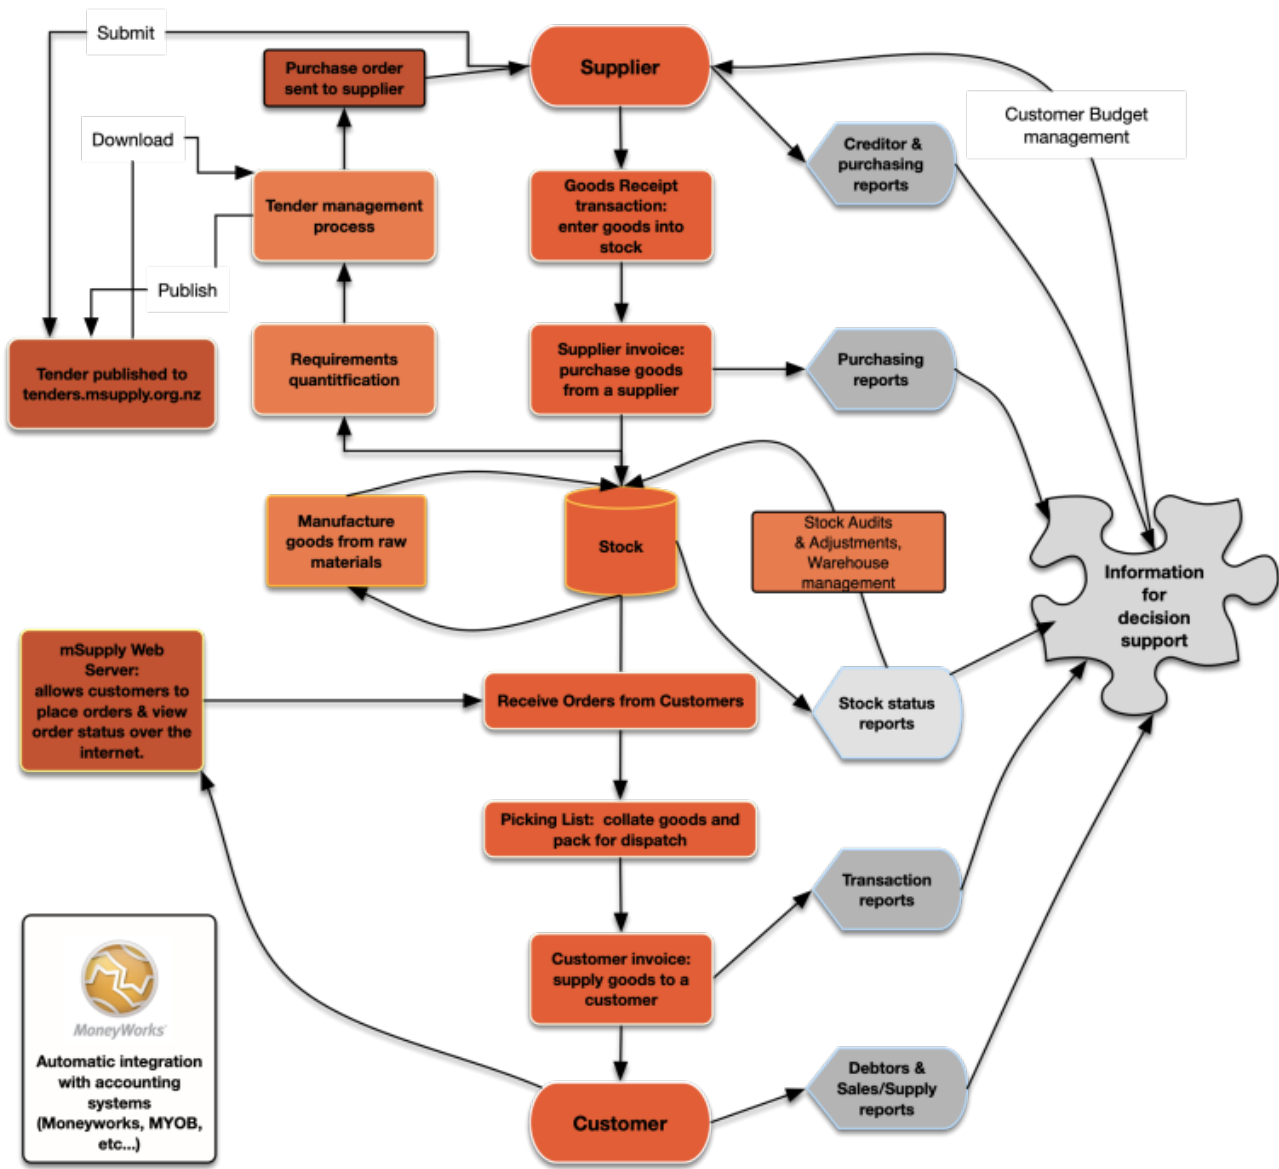 Submit
Purchase order
sent to supplier
Supplier
Customer Budget
management
Download
Creditor &
purchasing
reports
Tender management
process
Goods Receipt
transaction:
enter goods into
stock
Publish
Tender published to
tenders.msupply.org.nz
Requirements
quantitfication
Supplier invoice:
purchase goods
from a supplier
Purchasing
reports
Manufacture
goods from raw
materials
Stock
Stock Audits
& Adjustments,
Warehouse
management
Information
for
decision
support
mSupply Web
Server:
allows customers to
place orders & view
order status over the
internet.
Receive Orders from Customers
Stock status
reports
Picking List:  collate goods and
pack for dispatch
Transaction
reports
Customer invoice:
supply goods to a
customer
MoneyWorks
Automatic integration
with accounting
systems
(Moneyworks, MYOB,
etc...)
Customer
Debtors &
Sales/Supply
reports